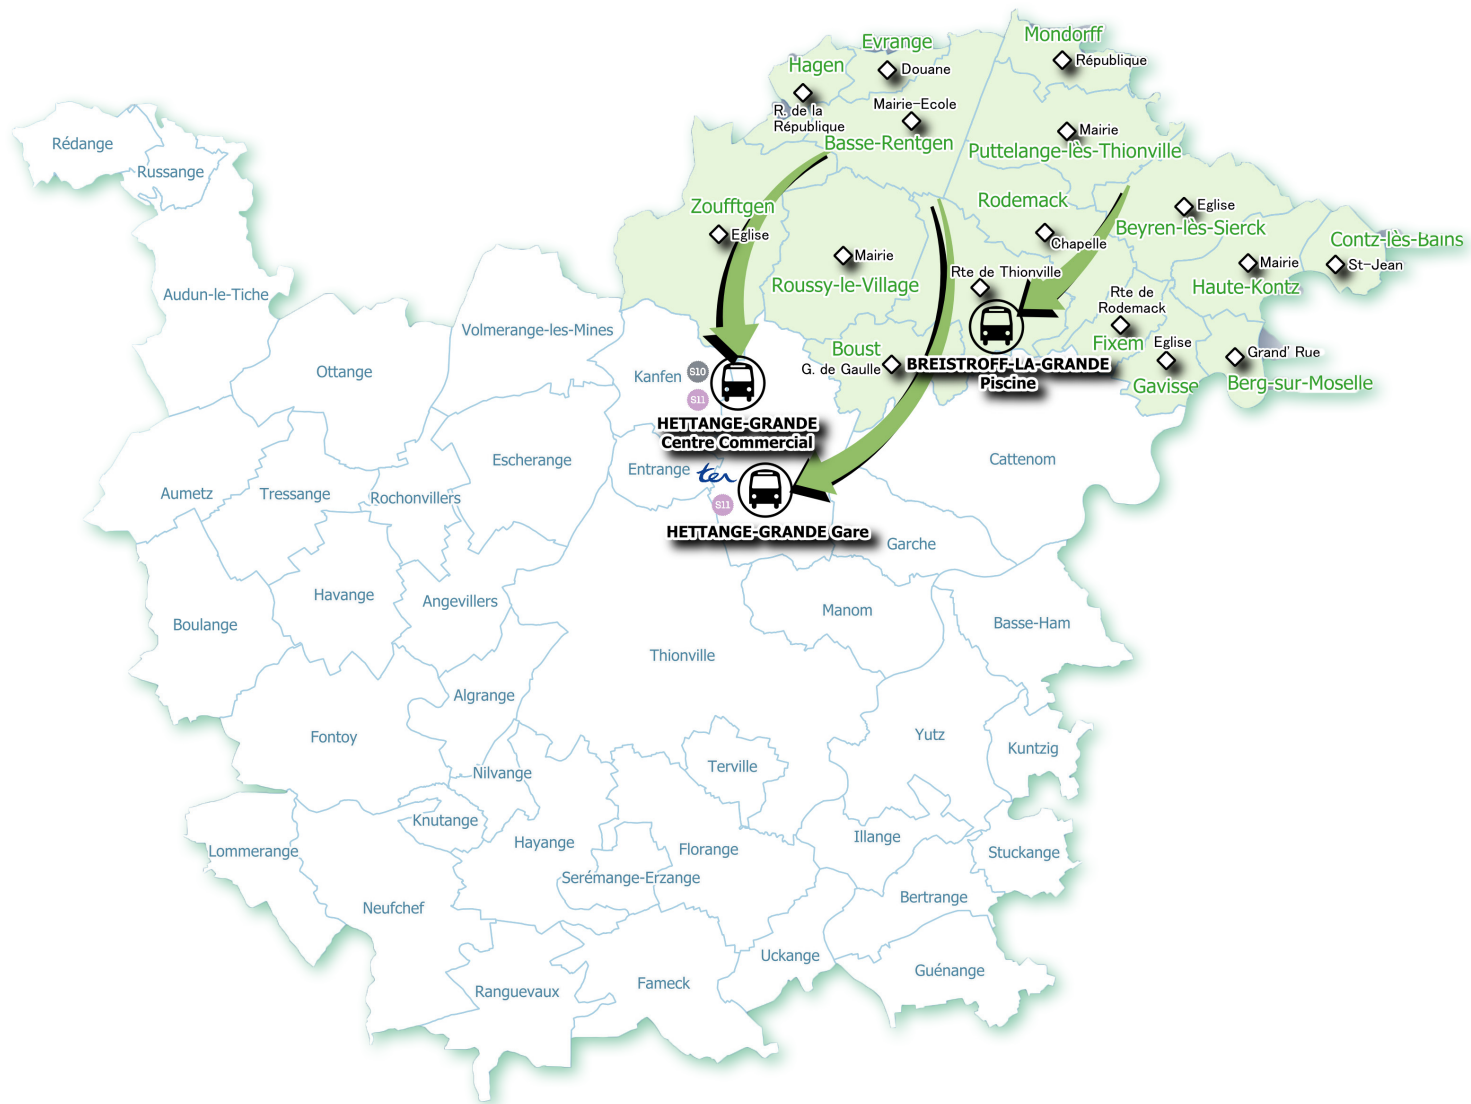 Evrange
Mondorff
Hagen
Douane
République
Mairie-Ecole
R. de la
République
Basse-Rentgen
Mairie
Puttelange-lès-Thionville
Rédange
Russange
Zoufftgen
Eglise
Rodemack
Chapelle
Eglise
Beyren-lès-Sierck
Contz-lès-Bains
St-Jean
Mairie
Haute-Kontz
Mairie
Roussy-le-Village
Rte de Thionville
Rte de
Rodemack
Fixem
Audun-le-Tiche
Volmerange-les-Mines
Ottange
Kanfen
S10
S11
HETTANGE-GRANDE
Centre Commercial
Boust
G. de Gaulle
BREISTROFF-LA-GRANDE
Piscine
Eglise
Gavisse
Grand' Rue
Berg-sur-Moselle
Escherange
Entrange
ter
S11
HETTANGE-GRANDE Gare
Cattenom
Aumetz
Tressange
Rochonvillers
Garche
Havange
Angevillers
Boulange
Manom
Basse-Ham
Thionville
Algrange
Fontoy
Yutz
Kuntzig
Nilvange
Terville
Knutange
Hayange
Florange
Illange
Lommerange
Stuckange
Serémange-Erzange
Neufchef
Bertrange
Uckange
Guénange
Ranguevaux
Fameck